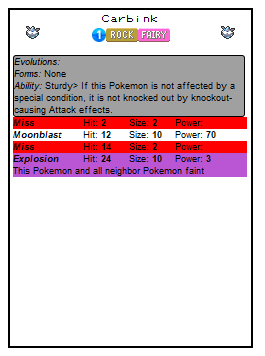 Carbink
1 ROCK FAIRY
Evolutions:
Forms: None
Ability: Sturdy> If this Pokemon is not affected by a
special condition, it is not knocked out by knockout-
causing Attack effects.
Miss Hit: 2 Size: 2 Power:
Moonblast Hit: 12 Size: 10 Power: 70
Miss Hit: 14 Size: 2 Power:
Explosion Hit: 24 Size: 10 Power: 3
This Pokemon and all neighbor Pokemon faint